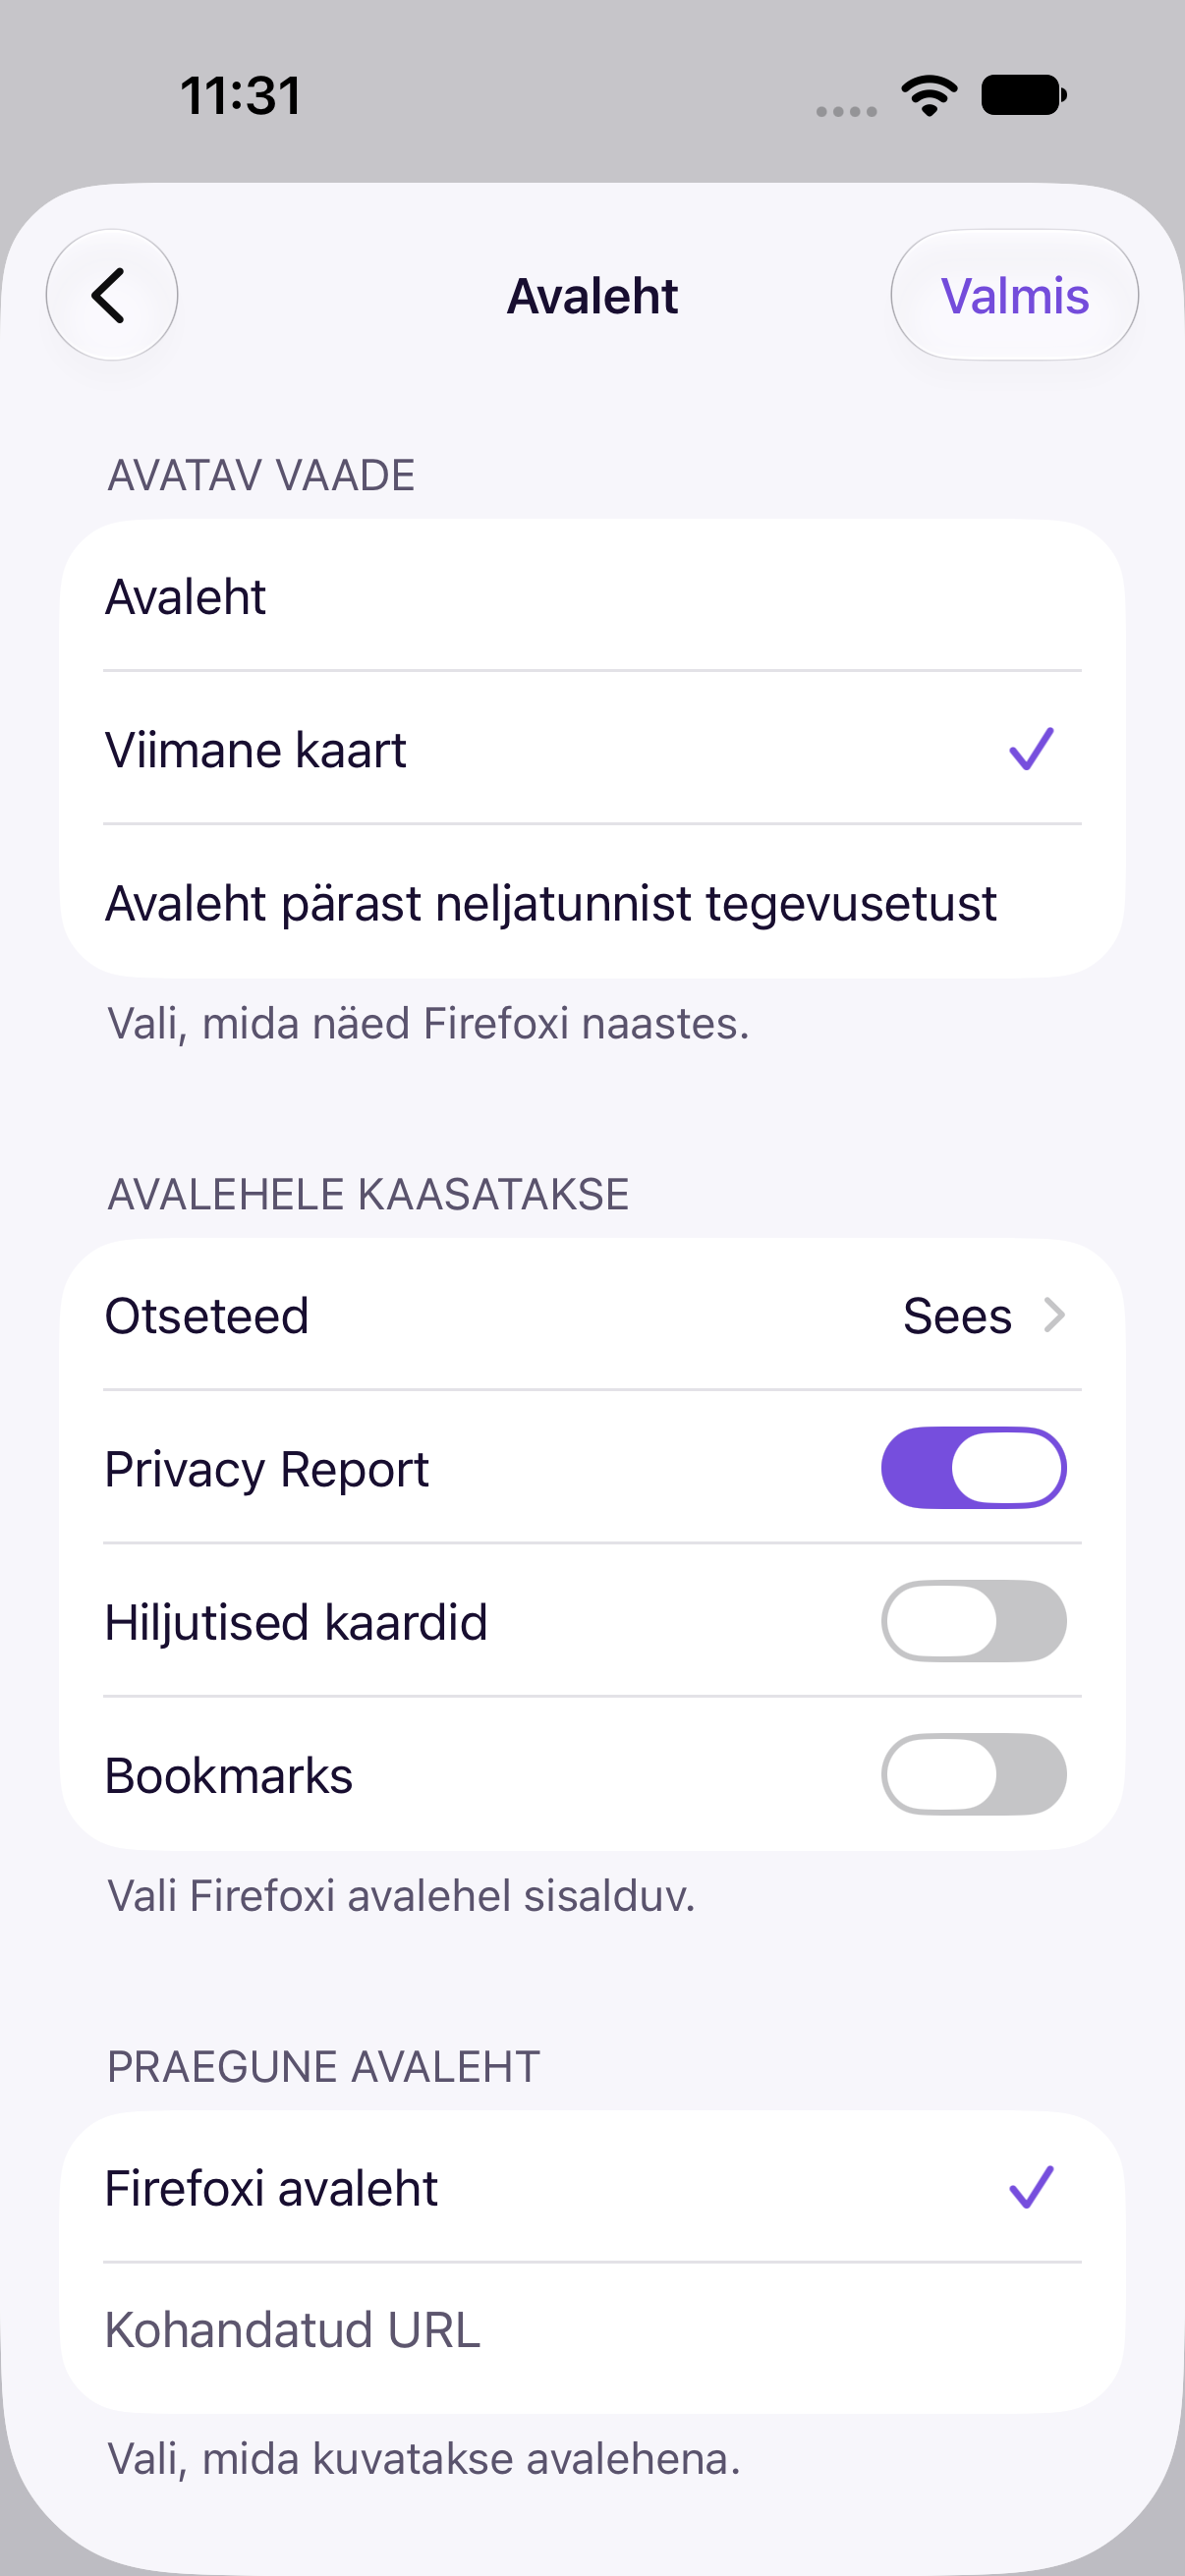 11:31
Avaleht
Valmis
AVATAV VAADE
Avaleht
Viimane kaart
Avaleht pärast neljatunnist tegevusetust
Vali, mida näed Firefoxi naastes.
AVALEHELE KAASATAKSE
Otseteed
Sees
Privacy Report
Hiljutised kaardid
Bookmarks
Vali Firefoxi avalehel sisalduv.
PRAEGUNE AVALEHT
Firefoxi avaleht
Kohandatud URL
Vali, mida kuvatakse avalehena.